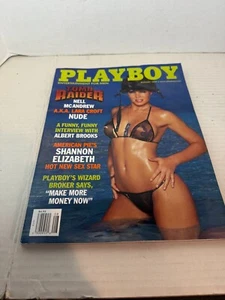 PLAYBOY
TOMB
RAIDER
NELL
MCANDREW
A.K.A. LARA CROFT
NUDE
A FUNNY, FUNNY
INTERVIEW WITH
ALBERT BROOKS
AMERICAN PIE'S
SHANNON
ELIZABETH
HOT NEW SEX STAR
PLAYBOY'S WIZARD
BROKER SAYS,
"MAKE MORE
MONEY NOW"